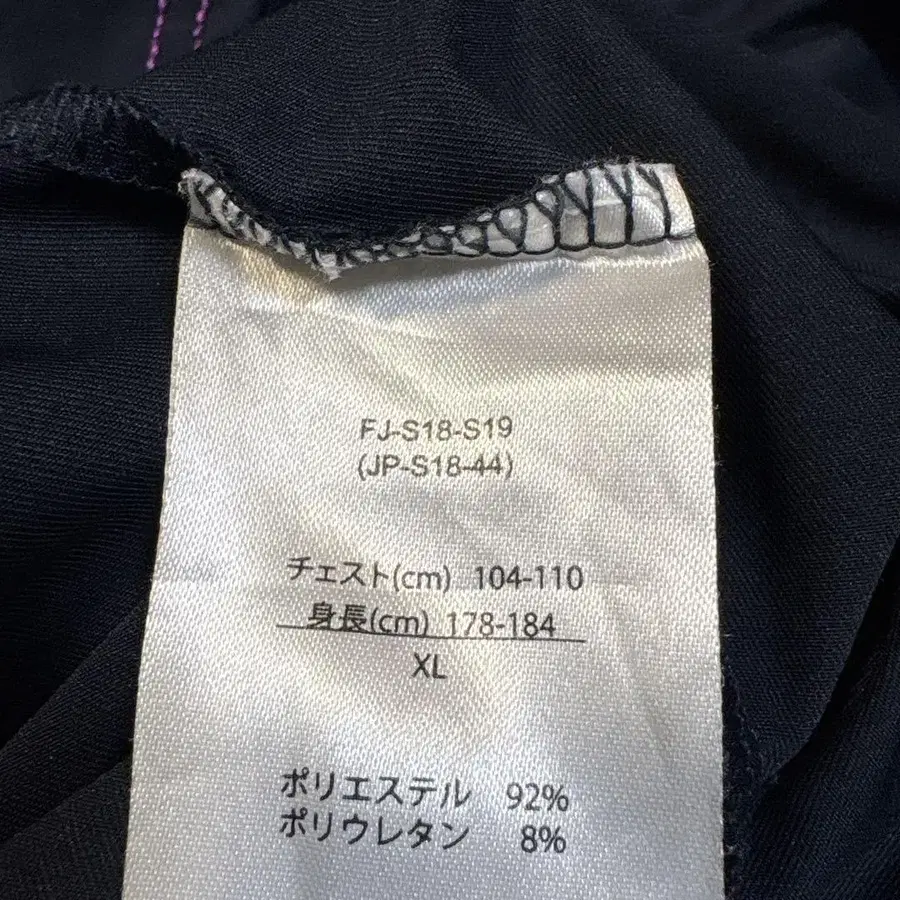 FJ-S18-S19
(JP-S18-44)
チェスト(cm) 104-110
身長(cm) 178-184
XL
ポリエステル 92%
ポリウレタン 8%